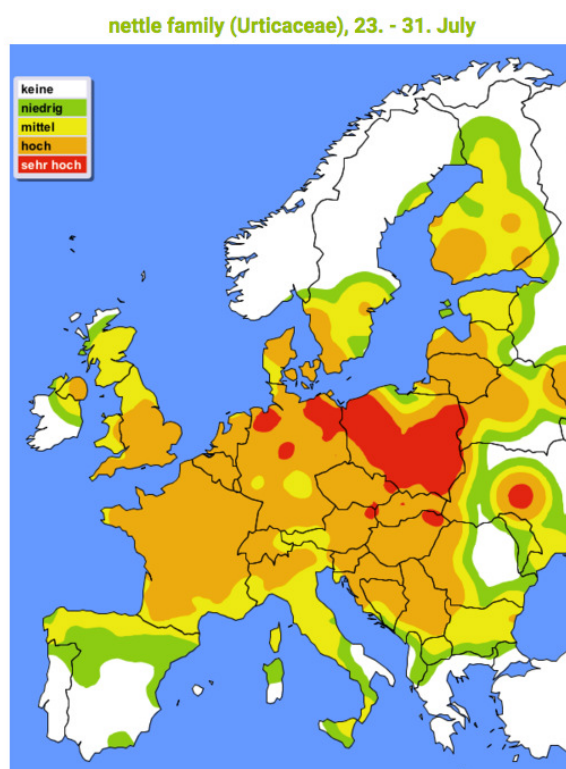 nettle family (Urticaceae), 23. - 31. July
keine
niedrig
mittel
hoch
sehr hoch